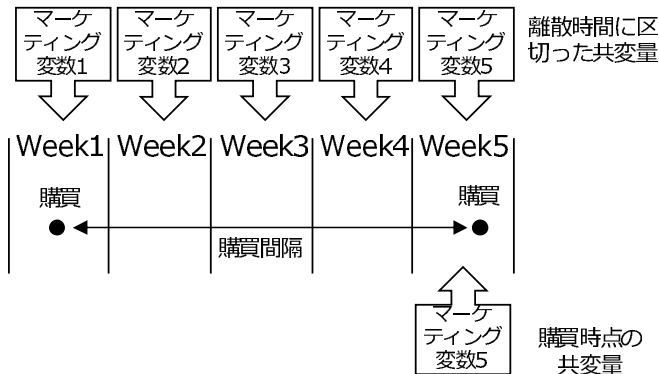 マーケ
ティング
変数1
マーケ
ティング
変数2
マーケ
ティング
変数3
マーケ
ティング
変数4
マーケ
ティング
変数5
離散時間に区
切った共変量
Week1
Week2
Week3
Week4
Week5
購買
購買
購買間隔
マーケ
ティング
変数5
購買時点の
共変量